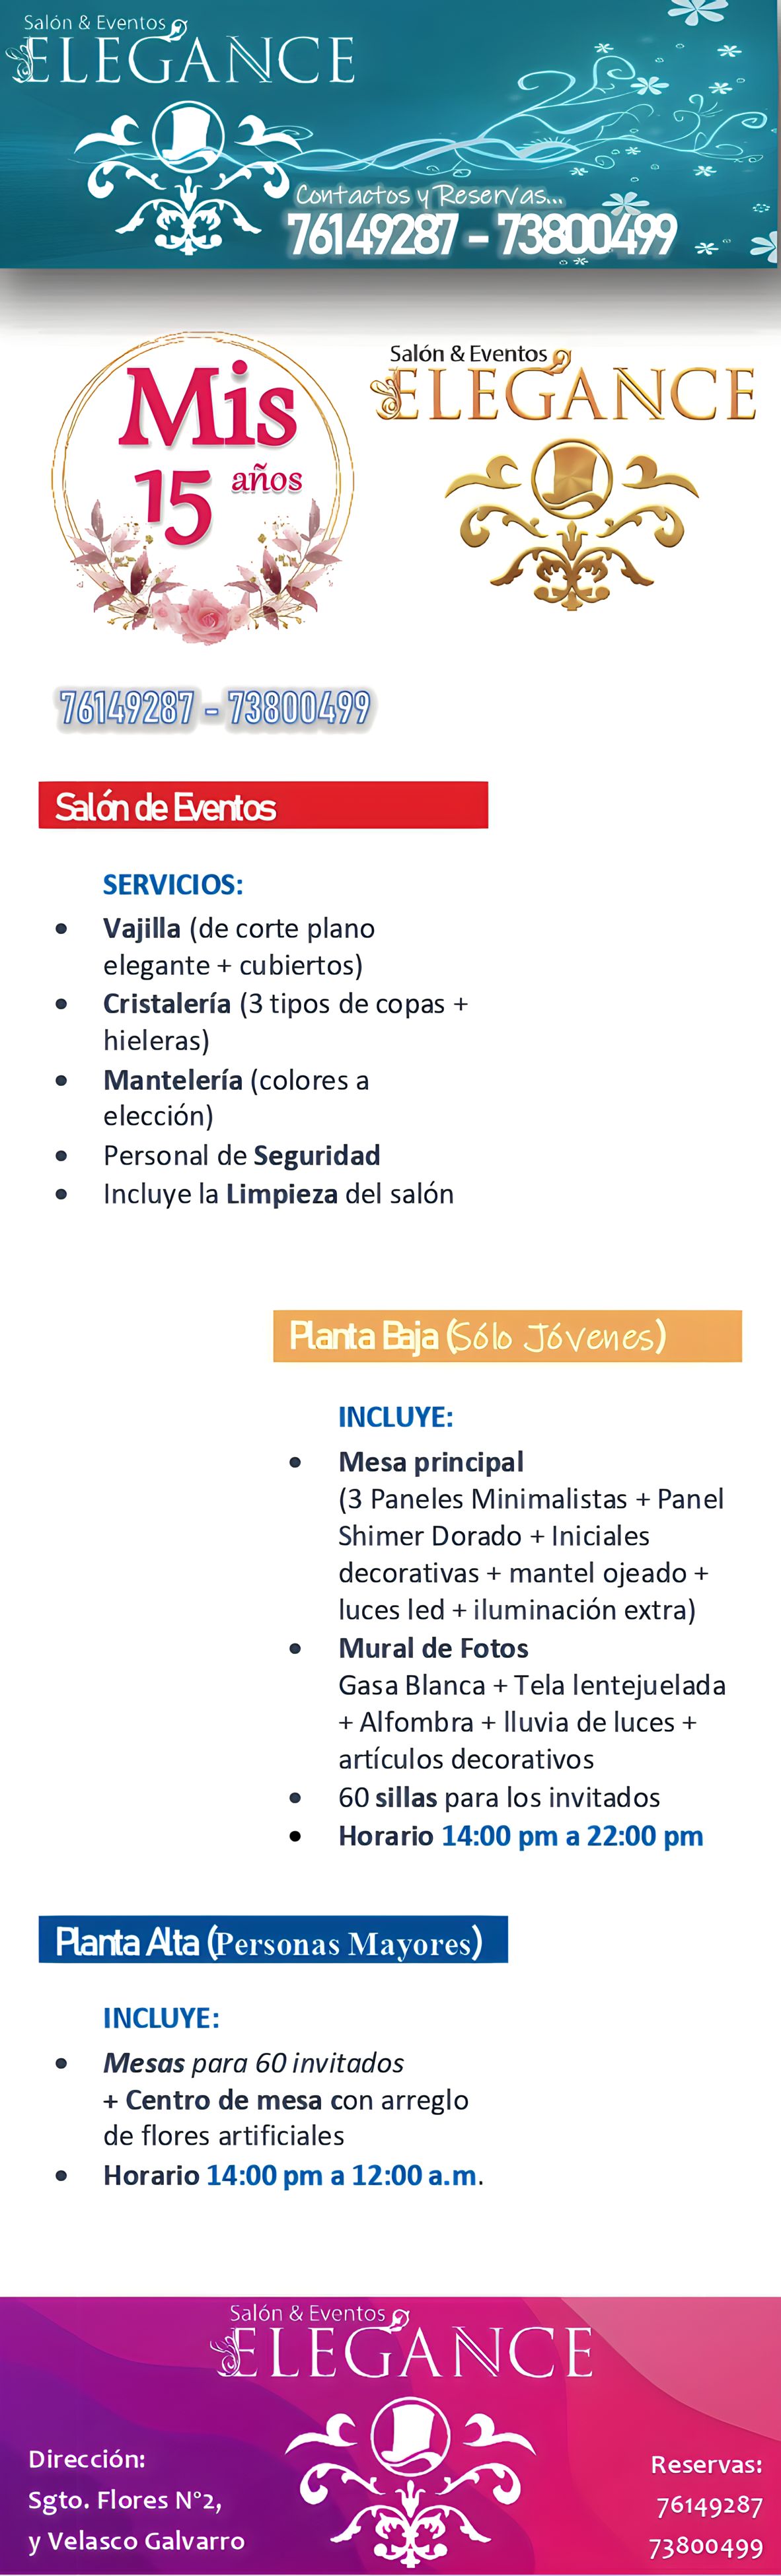 Salón & Eventos
ELEGANCE
Contactos y Reservas...
76149287 - 73800499
Mis
15 años
Salón & Eventos
ELEGANCE
76149287 - 73800499
Salón de Eventos
SERVICIOS:
• Vajilla (de corte plano
elegante + cubiertos)
• Cristalería (3 tipos de copas +
hieleras)
• Mantelería (colores a
elección)
• Personal de Seguridad
• Incluye la Limpieza del salón
Planta Baja (Sólo Jóvenes)
INCLUYE:
• Mesa principal
(3 Paneles Minimalistas + Panel
Shimer Dorado + Iniciales
decorativas + mantel ojeado +
luces led + iluminación extra)
• Mural de Fotos
Gasa Blanca + Tela lentejuelada
+ Alfombra + lluvia de luces +
artículos decorativos
• 60 sillas para los invitados
• Horario 14:00 pm a 22:00 pm
Planta Alta (Personas Mayores)
INCLUYE:
• Mesas para 60 invitados
+ Centro de mesa con arreglo
de flores artificiales
• Horario 14:00 pm a 12:00 a.m.
Salón & Eventos
ELEGANCE
Dirección:
Sgto. Flores N°2,
y Velasco Galvarro
Reservas:
76149287
73800499